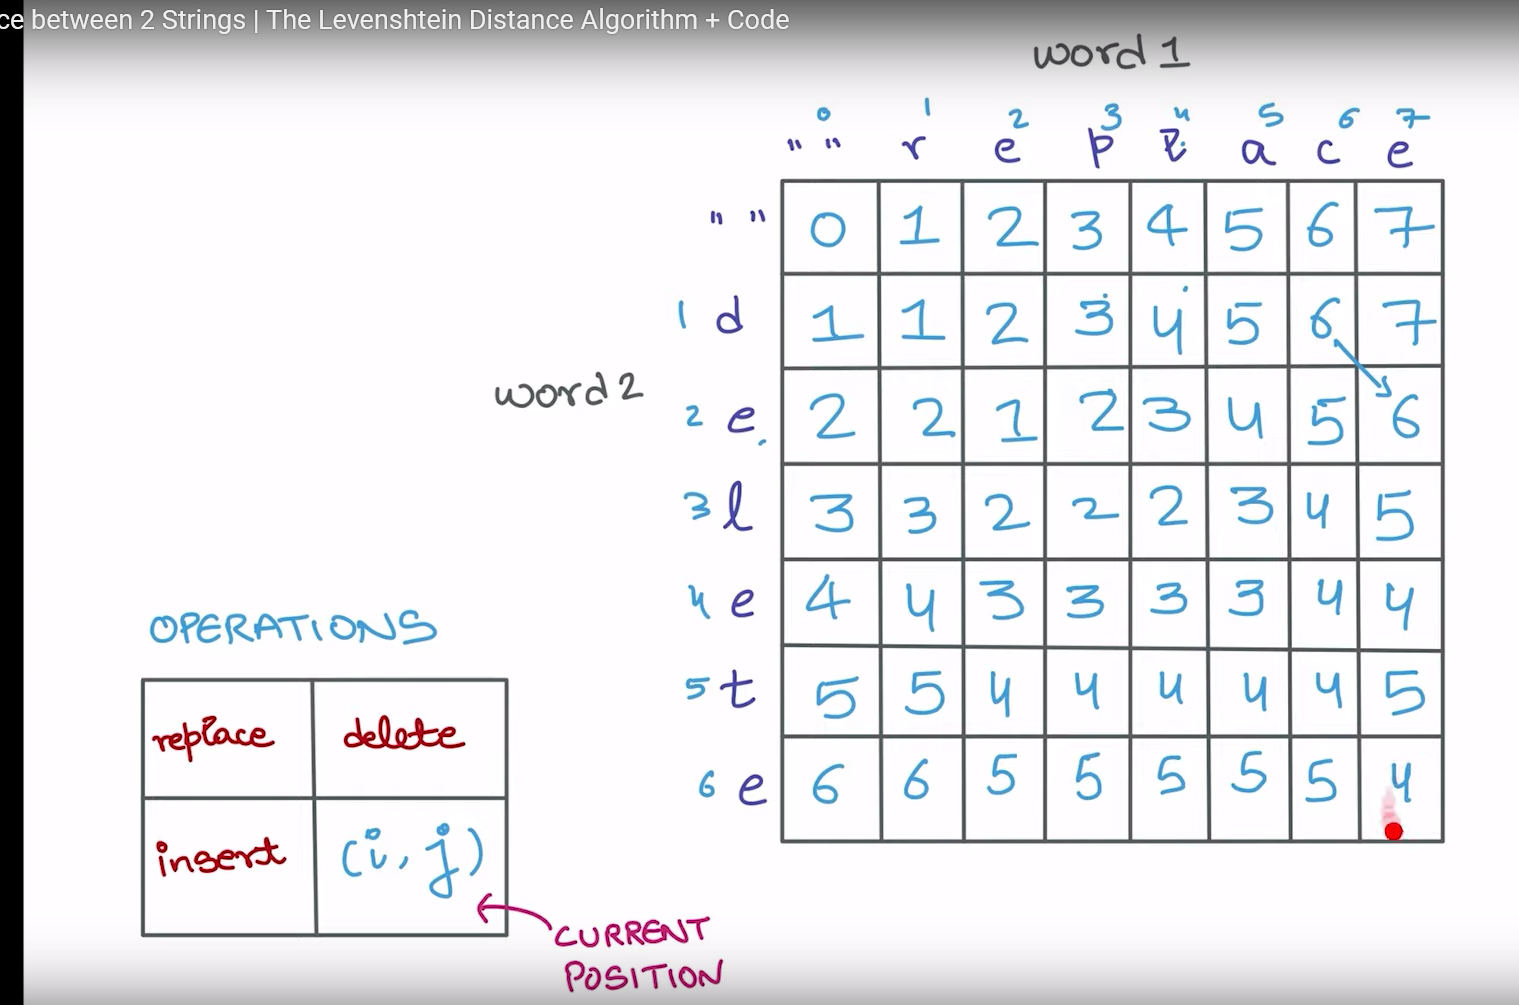 ce between 2 Strings | The Levenshtein Distance Algorithm + Code
word 1
0 1 2 3 4 5 6 7
" " r e p l a c e
" " 0 1 2 3 4 5 6 7
1 d 1 1 2 3 4 5 6 7
word 2
2 e 2 2 1 2 3 4 5 6
3 l 3 3 2 2 2 3 4 5
4 e 4 4 3 3 3 3 4 4
5 t 5 5 4 4 4 4 4 5
6 e 6 6 5 5 5 5 5 4
OPERATIONS
replace delete
insert (i, j)
CURRENT
POSITION